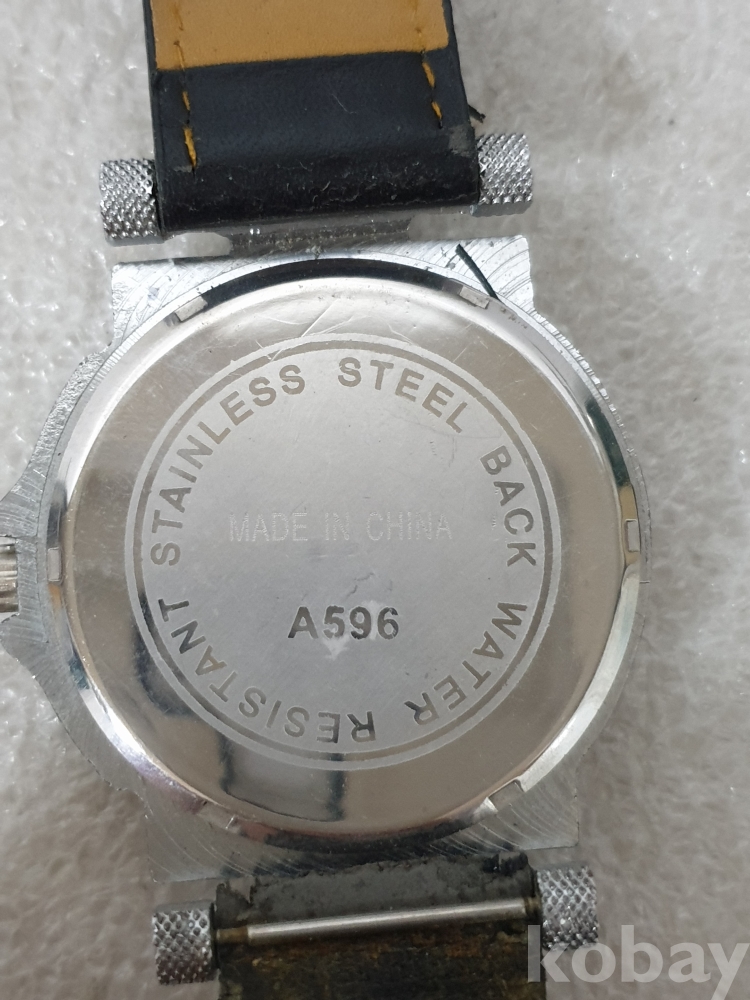 STAINLESS STEEL BACK WATER RESISTANT
MADE IN CHINA
A596
kobay